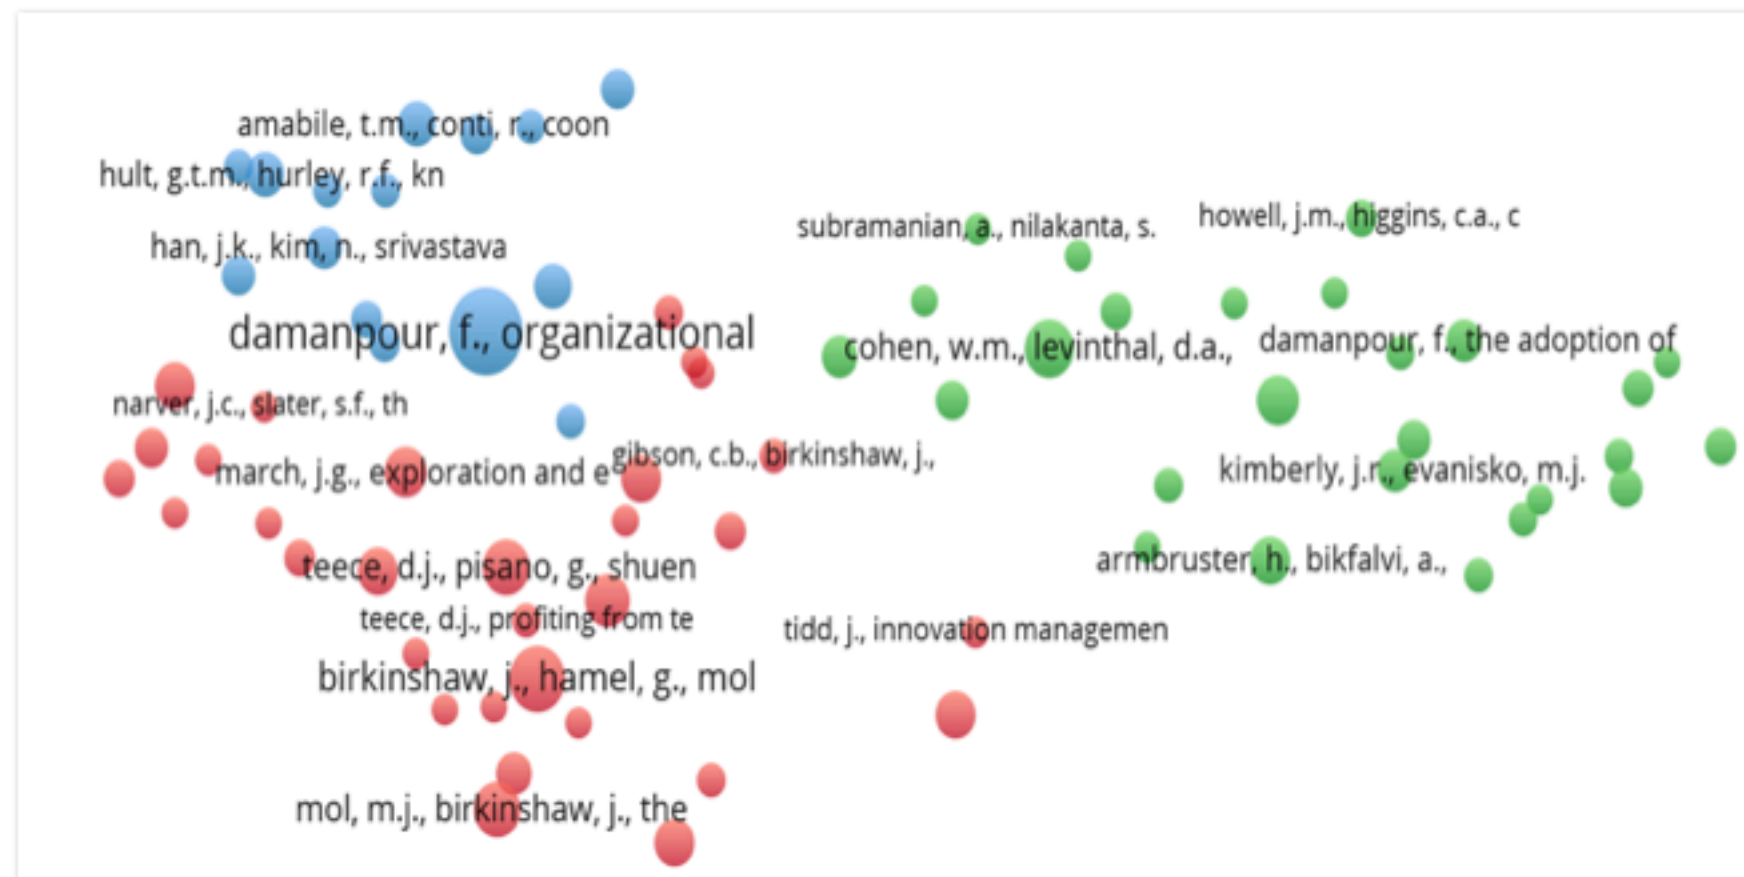 amabile, t.m., conti, r., coon
hult, g.t.m., hurley, r.f., kn
han, j.k., kim, n., srivastava
damanpour, f., organizational
narver, j.c., slater, s.f., th
march, j.g., exploration and e
gibson, c.b., birkinshaw, j.,
teece, d.j., pisano, g., shuen
teece, d.j., profiting from te
birkinshaw, j., hamel, g., mol
mol, m.j., birkinshaw, j., the
subramanian, a., nilakanta, s.
howell, j.m., higgins, c.a., c
cohen, w.m., levinthal, d.a.,
damanpour, f., the adoption of
kimberly, j.r., evanisko, m.j.
armbruster, h., bikfalvi, a.,
tidd, j., innovation managemen